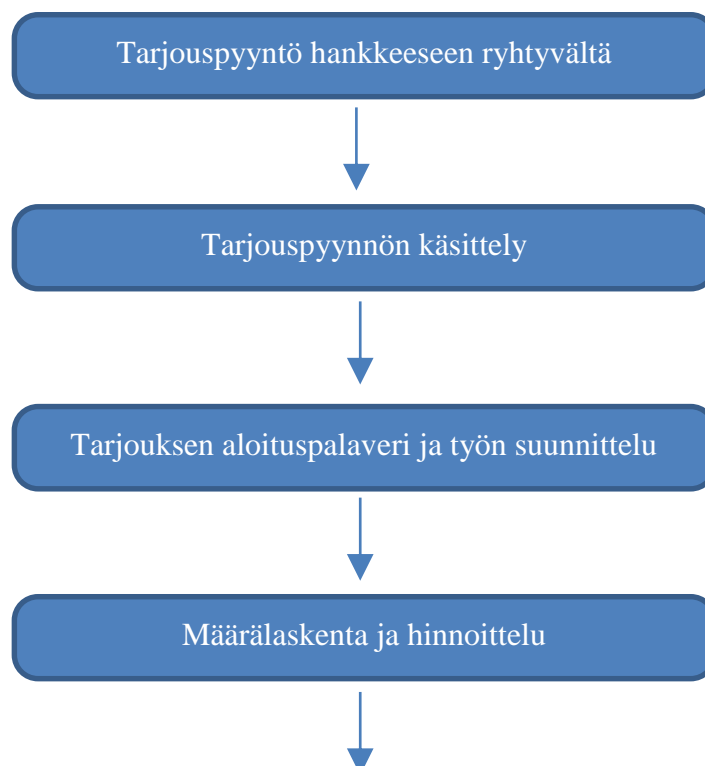 Tarjouspyyntö hankkeeseen ryhtyvältä
Tarjouspyynnön käsittely
Tarjouksen aloituspalaveri ja työn suunnittelu
Määrälaskenta ja hinnoittelu